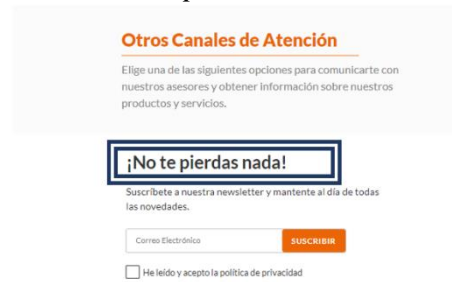 Otros Canales de Atención
Elige una de las siguientes opciones para comunicarte con
nuestros asesores y obtener información sobre nuestros
productos y servicios.
¡No te pierdas nada!
Suscríbete a nuestra newsletter y mantente al día de todas
las novedades.
Correo Electrónico
SUSCRIBIR
He leído y acepto la política de privacidad